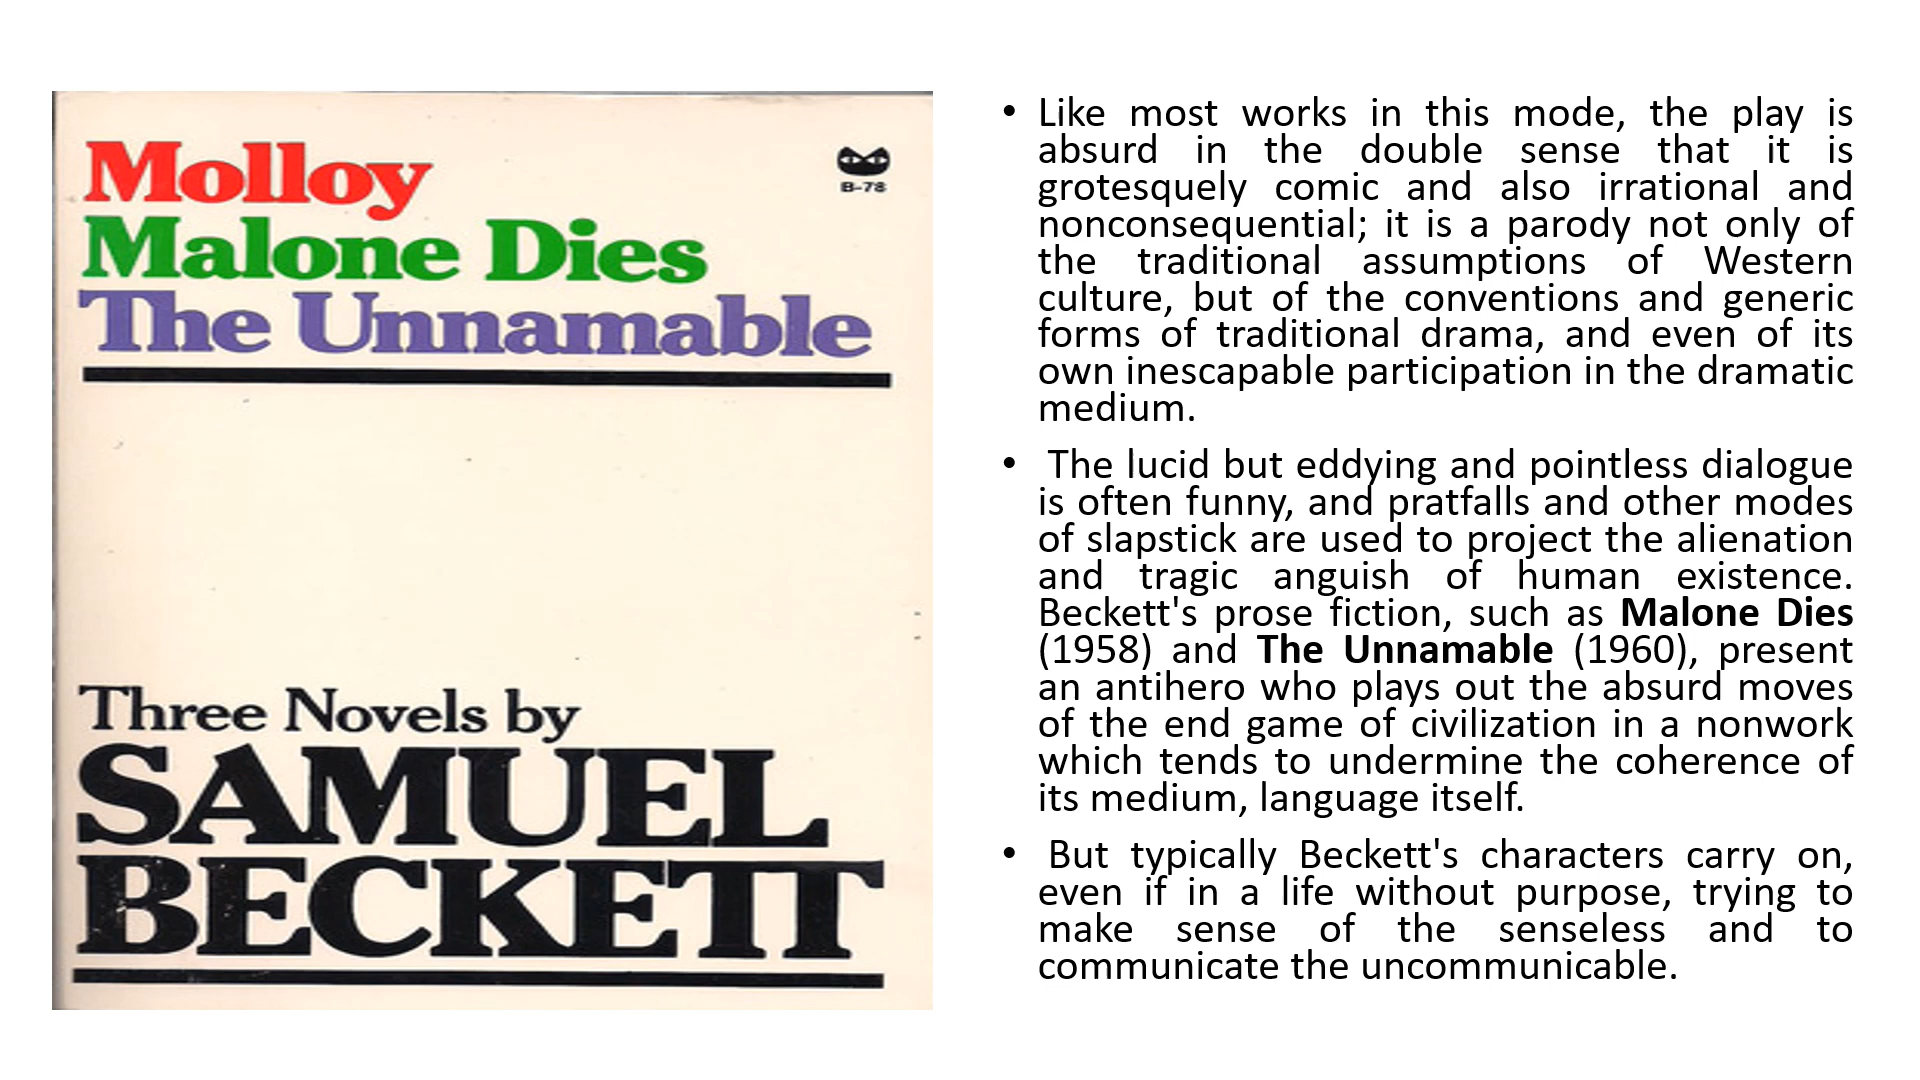 Molloy
Malone Dies
The Unnamable
B-78
Three Novels by
SAMUEL
BECKETT
• Like most works in this mode, the play is
absurd in the double sense that it is
grotesquely comic and also irrational and
nonconsequential; it is a parody not only of
the traditional assumptions of Western
culture, but of the conventions and generic
forms of traditional drama, and even of its
own inescapable participation in the dramatic
medium.
• The lucid but eddying and pointless dialogue
is often funny, and pratfalls and other modes
of slapstick are used to project the alienation
and tragic anguish of human existence.
Beckett's prose fiction, such as Malone Dies
(1958) and The Unnamable (1960), present
an antihero who plays out the absurd moves
of the end game of civilization in a nonwork
which tends to undermine the coherence of
its medium, language itself.
• But typically Beckett's characters carry on,
even if in a life without purpose, trying to
make sense of the senseless and to
communicate the uncommunicable.